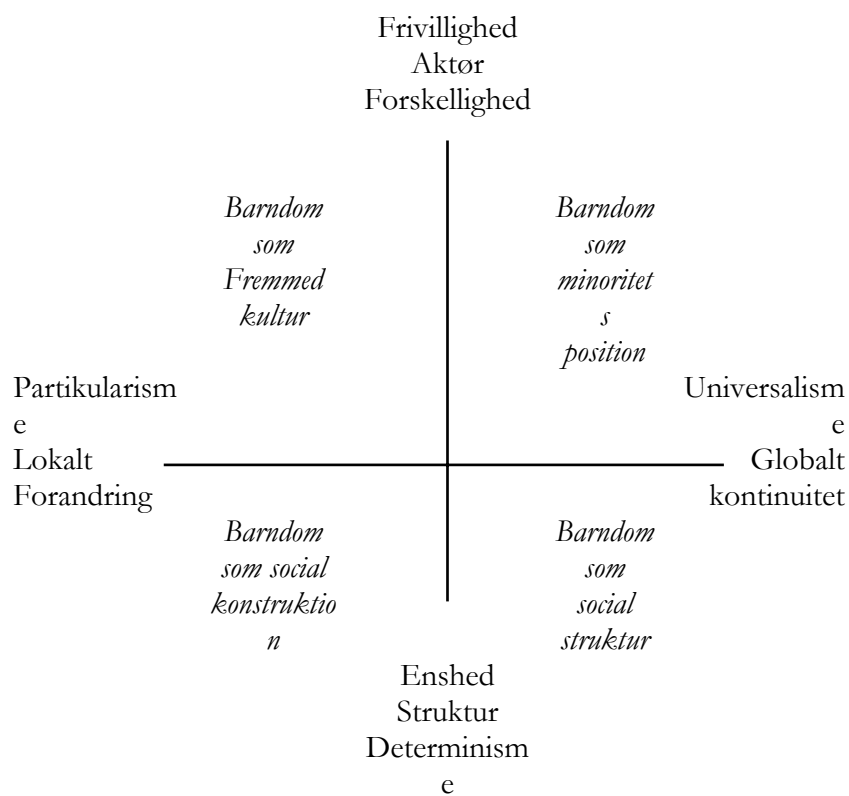 Frivillighed
Aktør
Forskellighed
Barndom
som
Fremmed
kultur
Barndom
som
minoritet
s
position
Partikularism
e
Lokalt
Forandring
Universalism
e
Globalt
kontinuitet
Barndom
som social
konstruktio
n
Barndom
som
social
struktur
Enshed
Struktur
Determinism
e